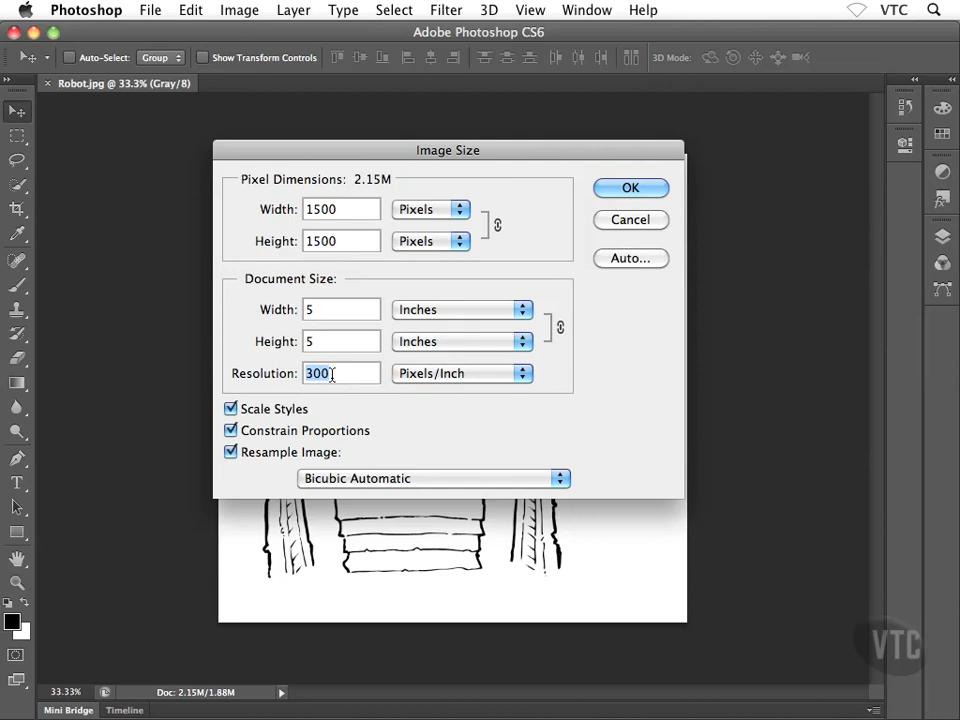 Photoshop File Edit Image Layer Type Select Filter 3D View Window Help VTC
Adobe Photoshop CS6
Auto-Select: Group Show Transform Controls 3D Mode:
Robot.jpg @ 33.3% (Gray/8)
Image Size
Pixel Dimensions: 2.15M
Width: 1500 Pixels
Height: 1500 Pixels
OK
Cancel
Auto...
Document Size:
Width: 5 Inches
Height: 5 Inches
Resolution: 300 Pixels/Inch
Scale Styles
Constrain Proportions
Resample Image:
Bicubic Automatic
VTC
33.33% Doc: 2.15M/1.88M
Mini Bridge Timeline